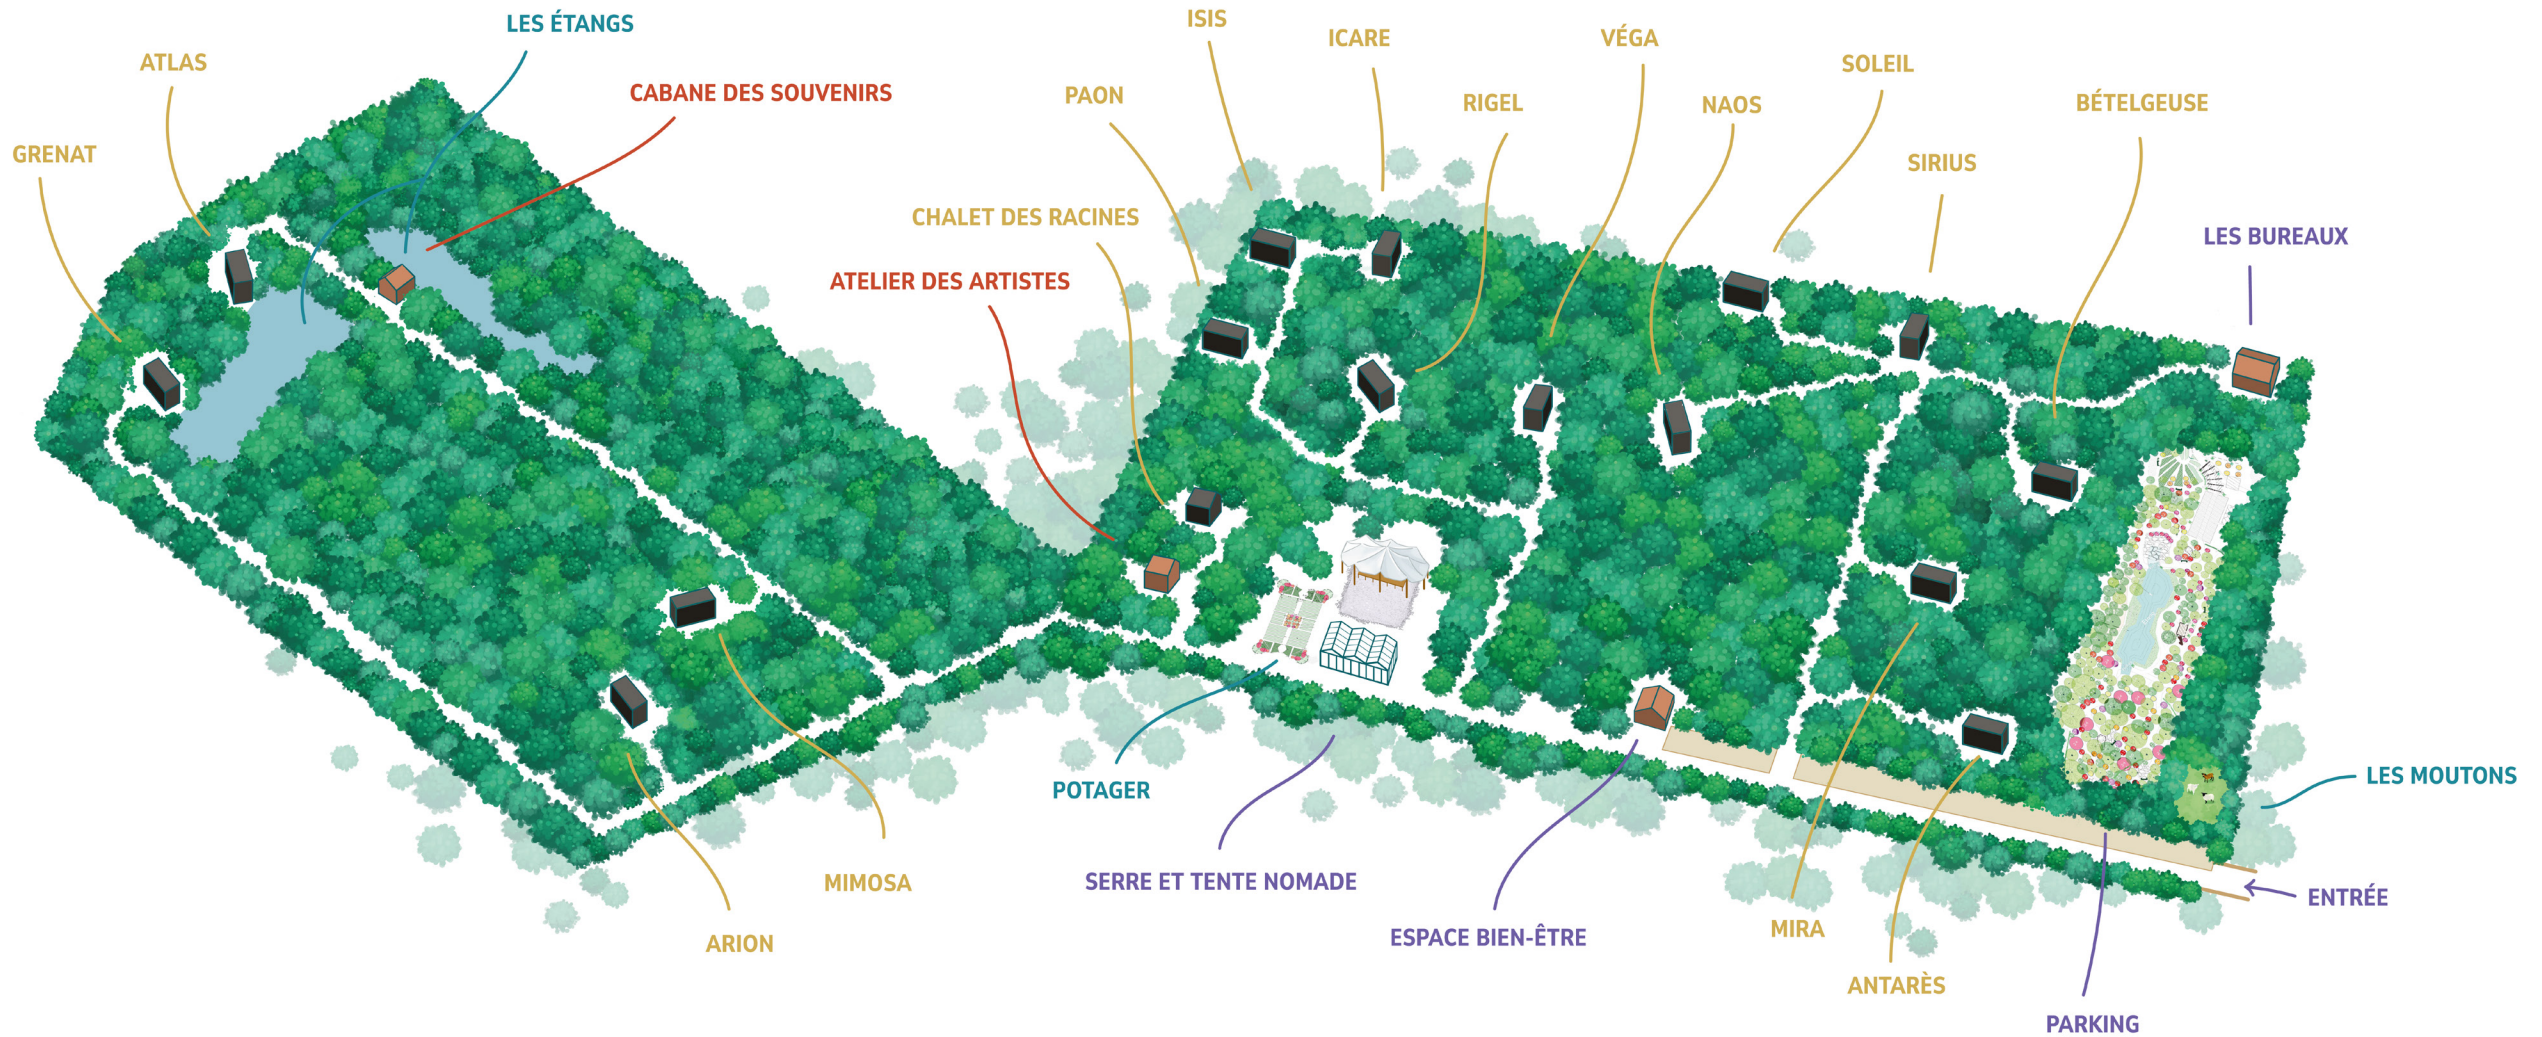 LES ÉTANGS
ATLAS
CABANE DES SOUVENIRS
GRENAT
ISIS
ICARE
VÉGA
SOLEIL
PAON
RIGEL
NAOS
BÉTELGEUSE
SIRIUS
CHALET DES RACINES
LES BUREAUX
ATELIER DES ARTISTES
POTAGER
LES MOUTONS
MIMOSA
SERRE ET TENTE NOMADE
ENTRÉE
ARION
ESPACE BIEN-ÊTRE
MIRA
ANTARÈS
PARKING